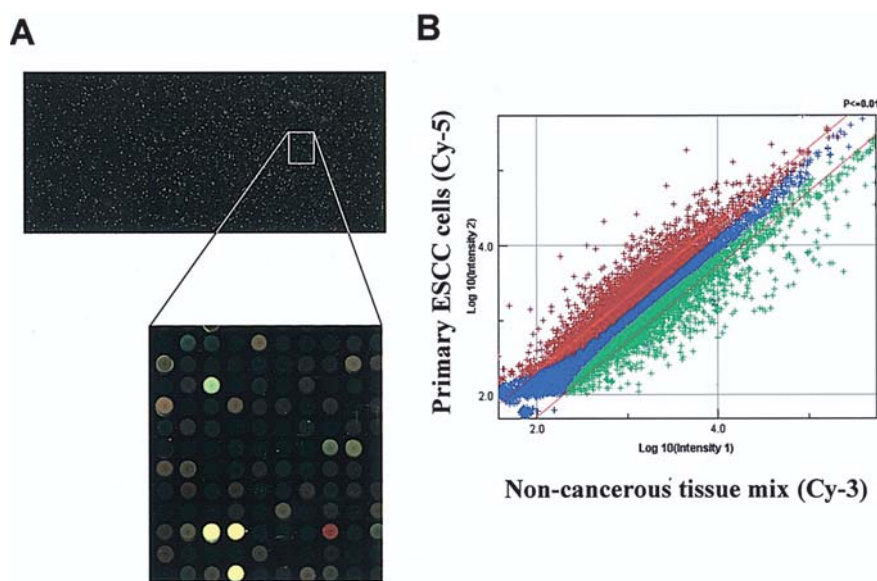 A
B
P<=0.01
Primary ESCC cells (Cy-5)
Log 10(Intensity 2)
4.0
2.0
2.0
4.0
Log 10(Intensity 1)
Non-cancerous tissue mix (Cy-3)